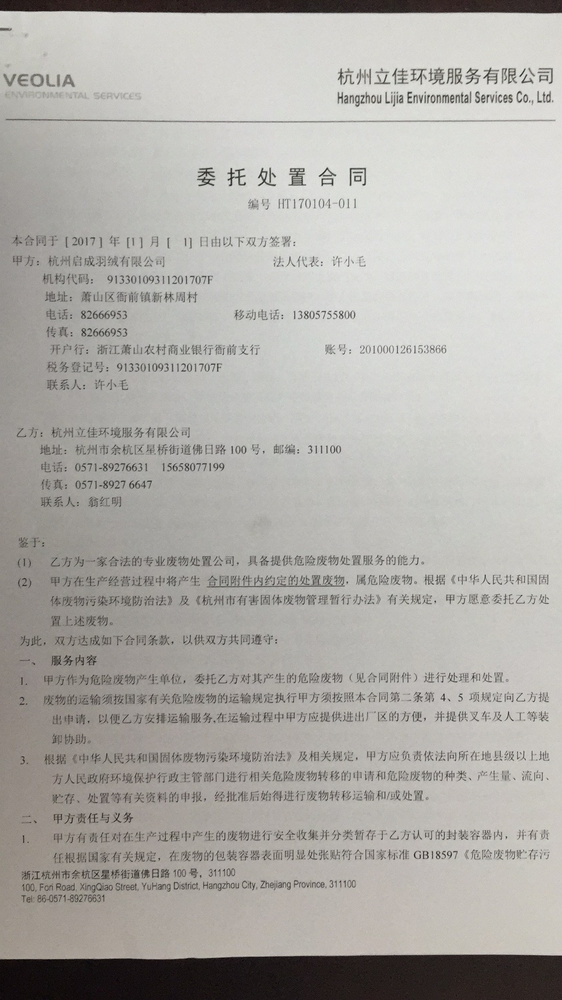 VEOLIA
ENVIRONMENTAL SERVICES
杭州立佳环境服务有限公司
Hangzhou Lijia Environmental Services Co., Ltd.
委托处置合同
编号 HT170104-011
本合同于 [ 2017 ] 年 [1 ] 月 [ 1] 日由以下双方签署：
甲方：杭州启成羽绒有限公司 法人代表：许小毛
机构代码： 91330109311201707F
地址：萧山区衙前镇新林周村
电话：82666953 移动电话：13805755800
传真：82666953
开户行：浙江萧山农村商业银行衙前支行 账号：201000126153866
税务登记号：91330109311201707F
联系人：许小毛
乙方：杭州立佳环境服务有限公司
地址：杭州市余杭区星桥街道佛日路 100 号，邮编：311100
电话：0571-89276631 15658077199
传真：0571-8927 6647
联系人：翁红明
鉴于：
(1) 乙方为一家合法的专业废物处置公司，具备提供危险废物处置服务的能力。
(2) 甲方在生产经营过程中将产生 合同附件内约定的处置废物，属危险废物。根据《中华人民共和国固
体废物污染环境防治法》及《杭州市有害固体废物管理暂行办法》有关规定，甲方愿意委托乙方处
置上述废物。
为此，双方达成如下合同条款，以供双方共同遵守：
一、 服务内容
1. 甲方作为危险废物产生单位，委托乙方对其产生的危险废物（见合同附件）进行处理和处置。
2. 废物的运输须按国家有关危险废物的运输规定执行甲方须按照本合同第二条第 4、5 项规定向乙方提
出申请，以便乙方安排运输服务,在运输过程中甲方应提供进出厂区的方便，并提供叉车及人工等装
卸协助。
3. 根据《中华人民共和国固体废物污染环境防治法》及相关规定，甲方应负责依法向所在地县级以上地
方人民政府环境保护行政主管部门进行相关危险废物转移的申请和危险废物的种类、产生量、流向、
贮存、处置等有关资料的申报，经批准后始得进行废物转移运输和/或处置。
二、 甲方责任与义务
1. 甲方有责任对在生产过程中产生的废物进行安全收集并分类暂存于乙方认可的封装容器内，并有责
任根据国家有关规定，在废物的包装容器表面明显处张贴符合国家标准 GB18597《危险废物贮存污
浙江杭州市余杭区星桥街道佛日路 100 号，311100
100, Fori Road, XingQiao Street, YuHang District, Hangzhou City, Zhejiang Province, 311100
Tel: 86-0571-89276631